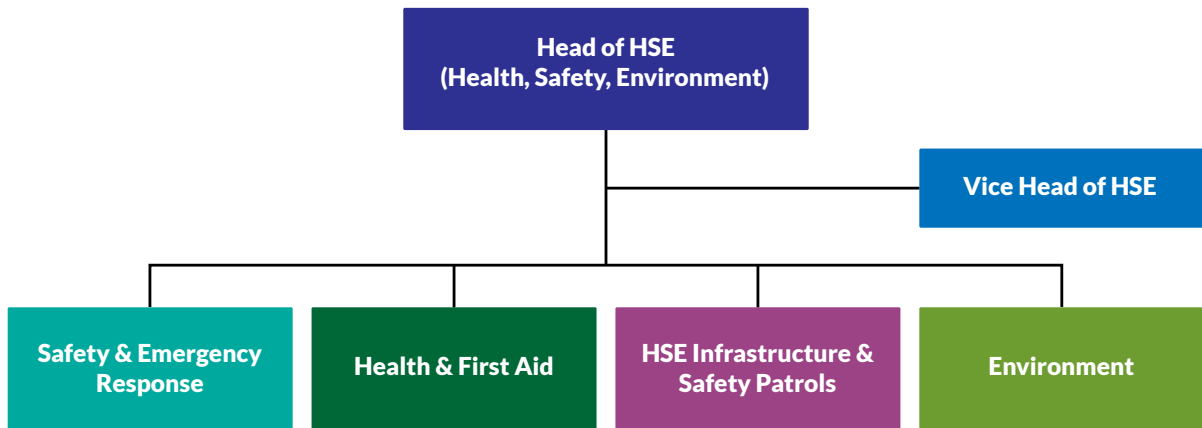 Head of HSE
(Health, Safety, Environment)
Vice Head of HSE
Safety & Emergency
Response
Health & First Aid
HSE Infrastructure &
Safety Patrols
Environment